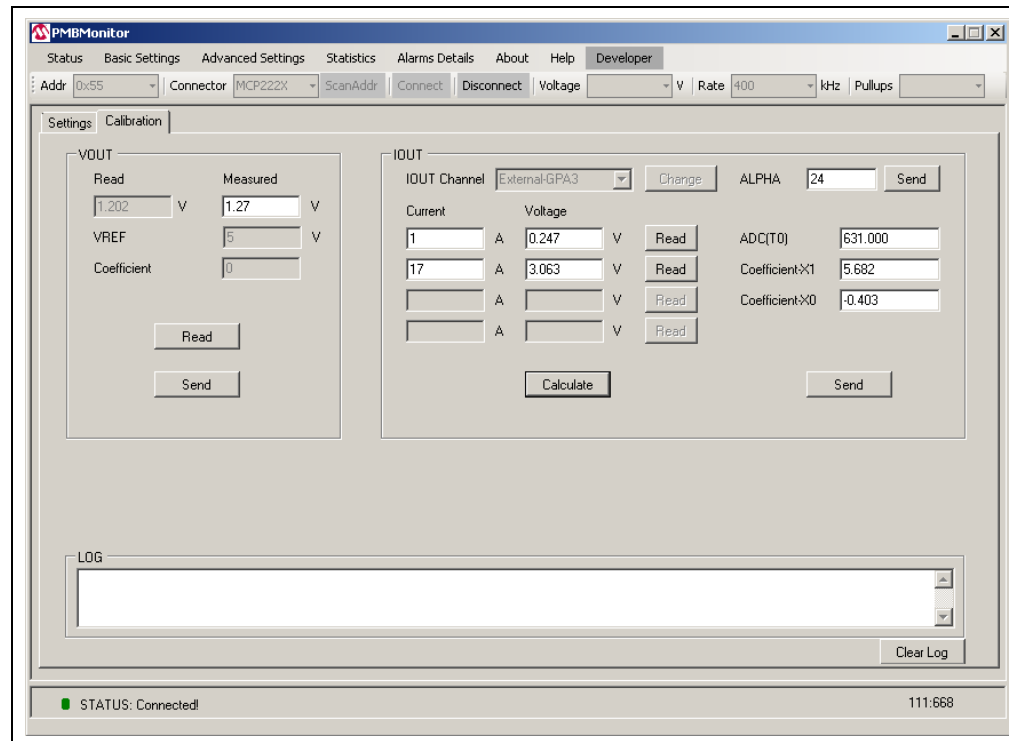 PMBMonitor
Status Basic Settings Advanced Settings Statistics Alarms Details About Help Developer
Addr 0x55 Connector MCP222X ScanAddr Connect Disconnect Voltage V Rate 400 kHz Pullups
Settings Calibration
VOUT
Read Measured
1.202 V 1.27 V
VREF 5 V
Coefficient 0
Read
Send
IOUT
IOUT Channel External-GPA3 Change ALPHA 24 Send
Current Voltage
1 A 0.247 V Read ADC(T0) 631.000
17 A 3.063 V Read Coefficient-X1 5.682
A V Read Coefficient-X0 -0.403
A V Read
Calculate Send
LOG
Clear Log
STATUS: Connected! 111:668